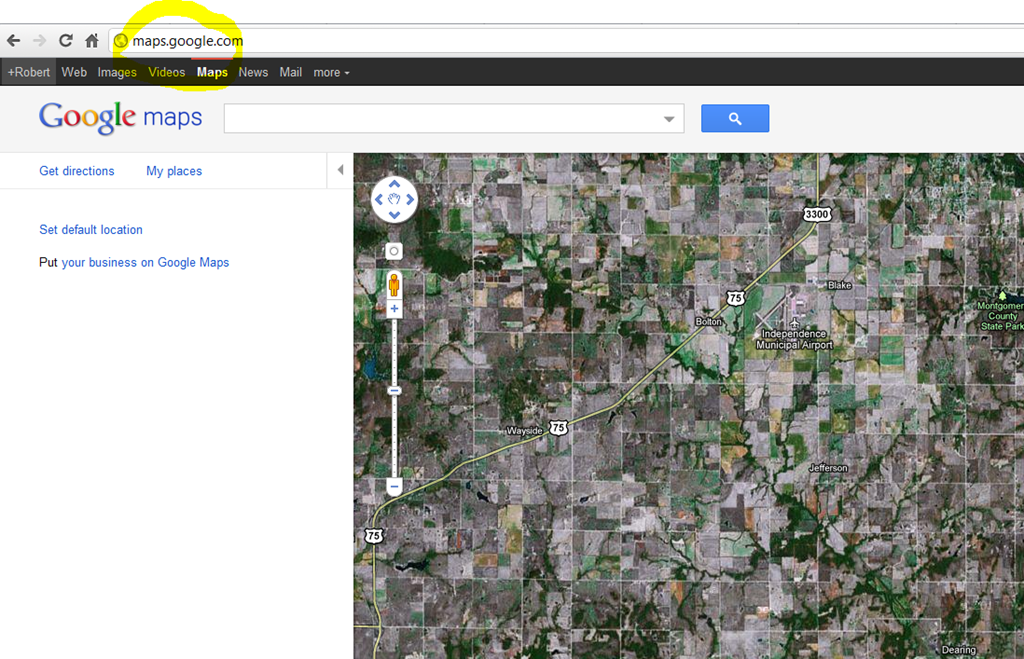 maps.google.com
+Robert Web Images Videos Maps News Mail more
Google maps
Get directions My places
Set default location
Put your business on Google Maps
3300
75
Blake
Bolton
Independence
Municipal Airport
Montgomer
County
State Park
Wayside
75
Jefferson
75
Dearing